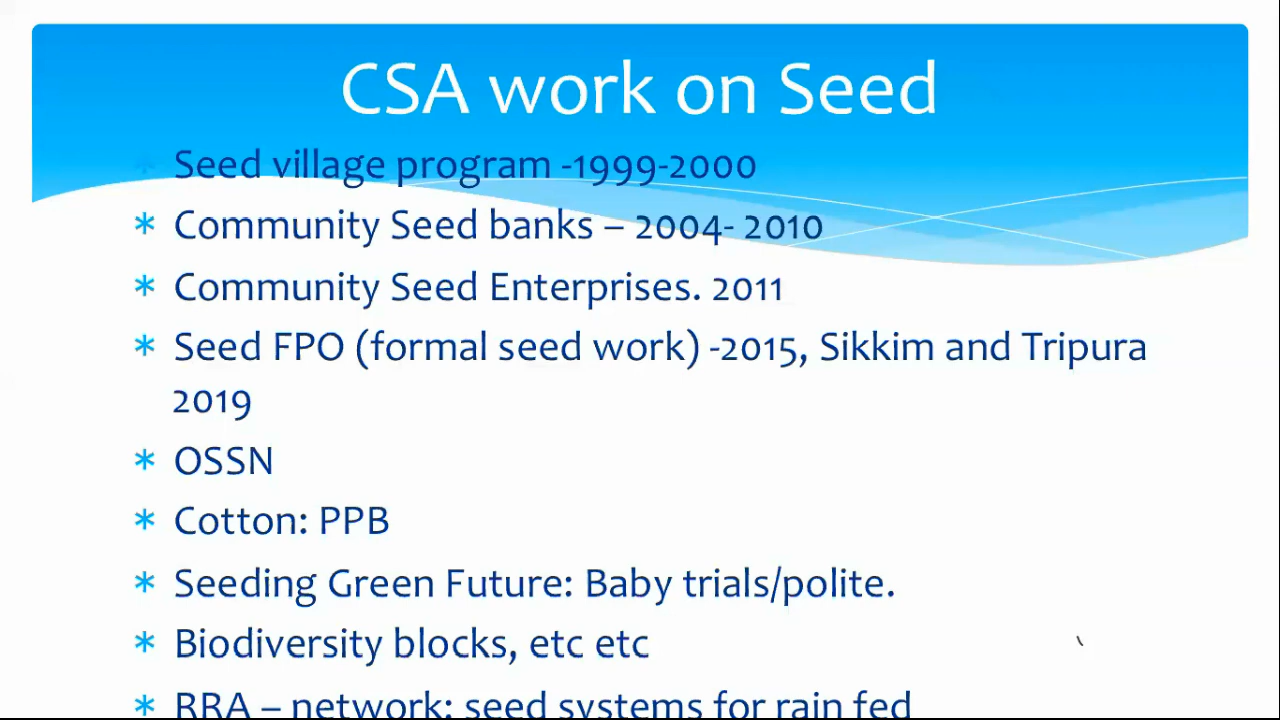 CSA work on Seed
* Seed village program -1999-2000
* Community Seed banks – 2004- 2010
* Community Seed Enterprises. 2011
* Seed FPO (formal seed work) -2015, Sikkim and Tripura
2019
* OSSN
* Cotton: PPB
* Seeding Green Future: Baby trials/polite.
* Biodiversity blocks, etc etc
* RRA – network: seed systems for rain fed